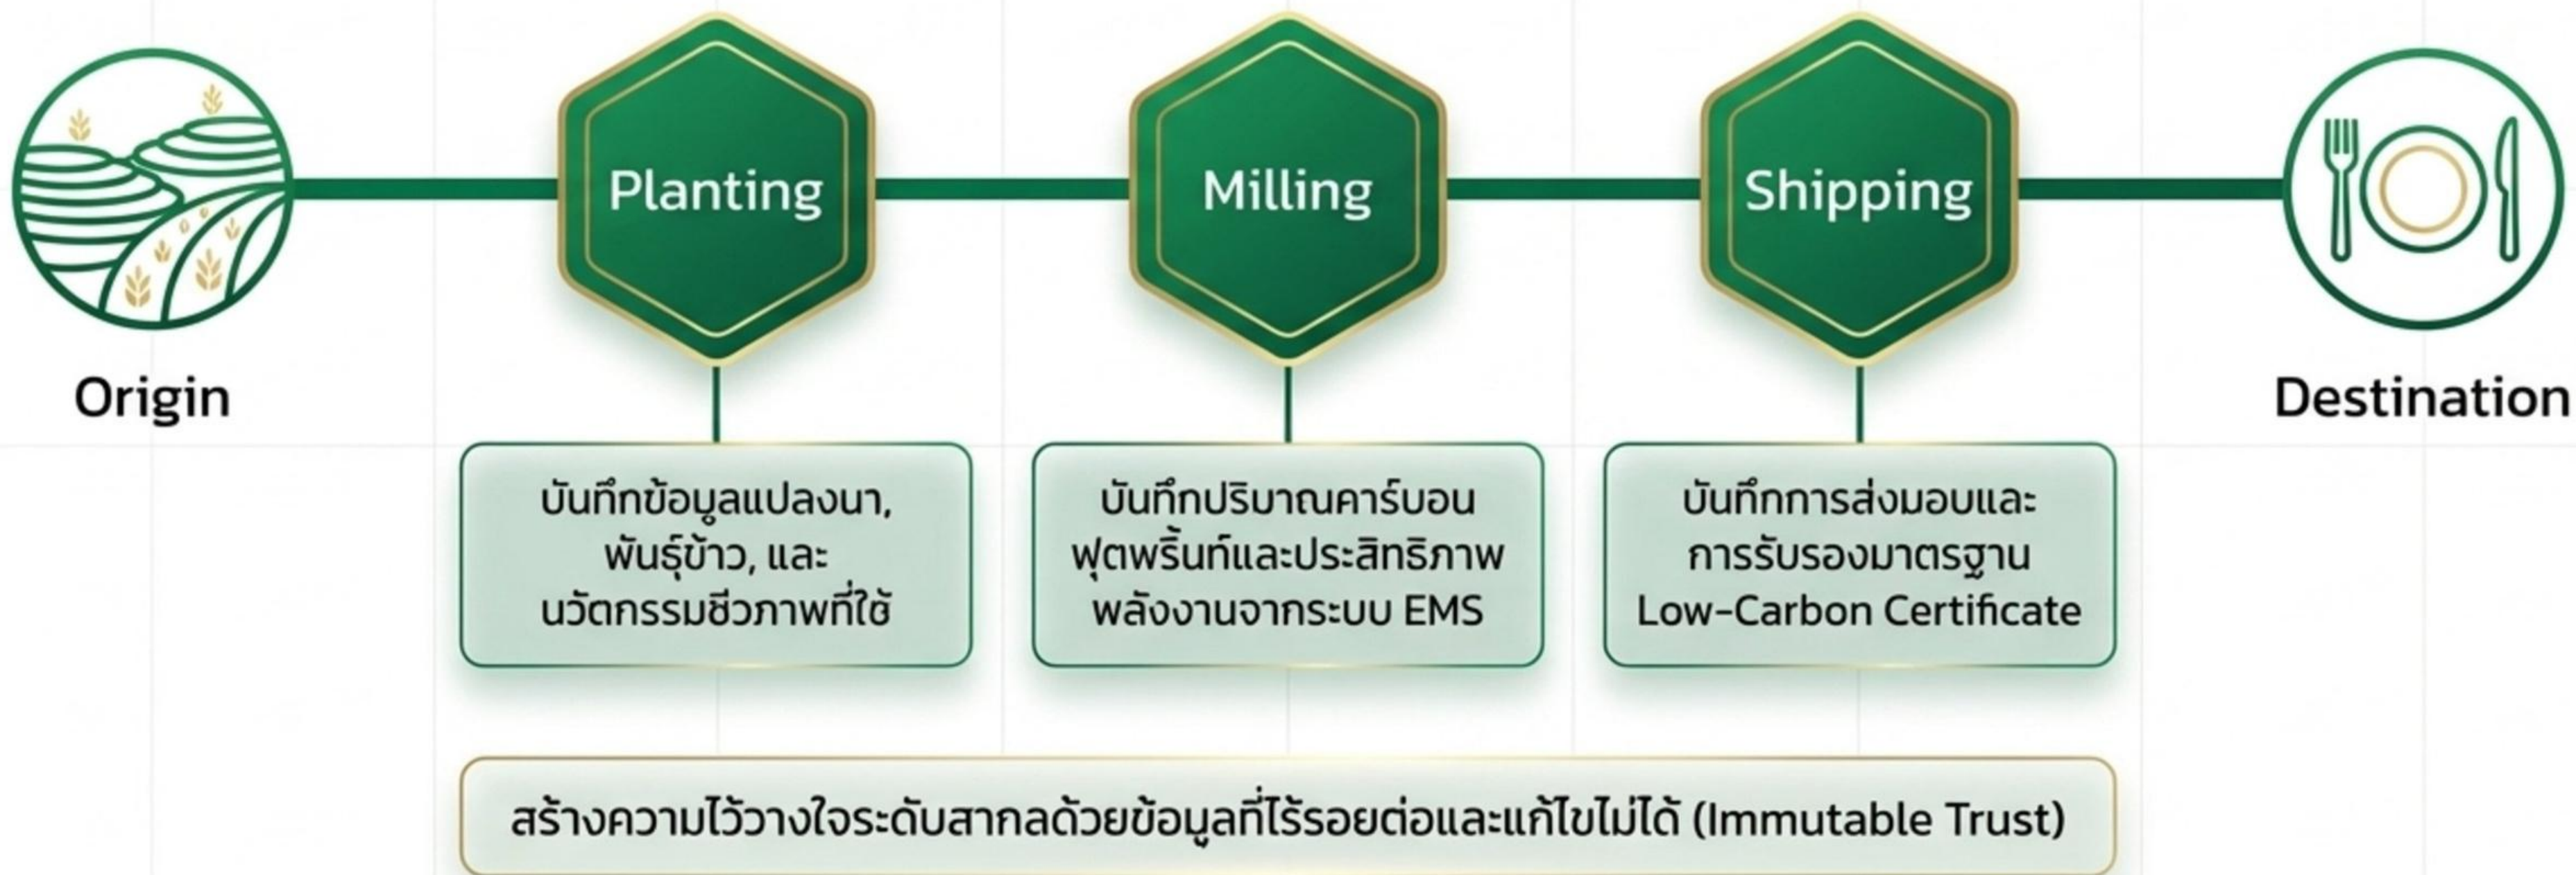 Planting
Milling
Shipping
Origin
Destination
บันทึกข้อมูลแปลงนา,
พันธุ์ข้าว, และ
นวัตกรรมชีวภาพที่ใช้
บันทึกปริมาณคาร์บอน
ฟุตพริ้นท์และประสิทธิภาพ
พลังงานจากระบบ EMS
บันทึกการส่งมอบและ
การรับรองมาตรฐาน
Low-Carbon Certificate
สร้างความไว้วางใจระดับสากลด้วยข้อมูลที่ไร้รอยต่อและแก้ไขไม่ได้ (Immutable Trust)